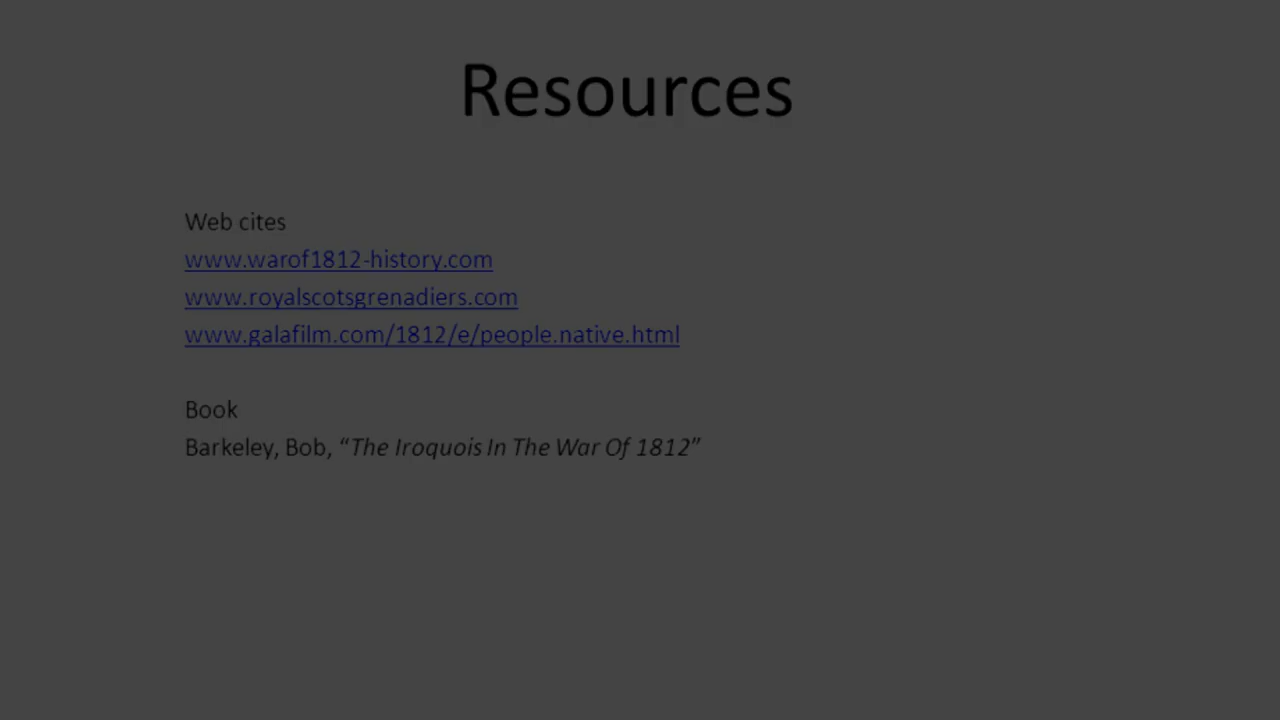 Resources
Web cites
www.warof1812-history.com
www.royalscotsgrenadiers.com
www.galafilm.com/1812/e/people.native.html
Book
Barkeley, Bob, “The Iroquois In The War Of 1812”